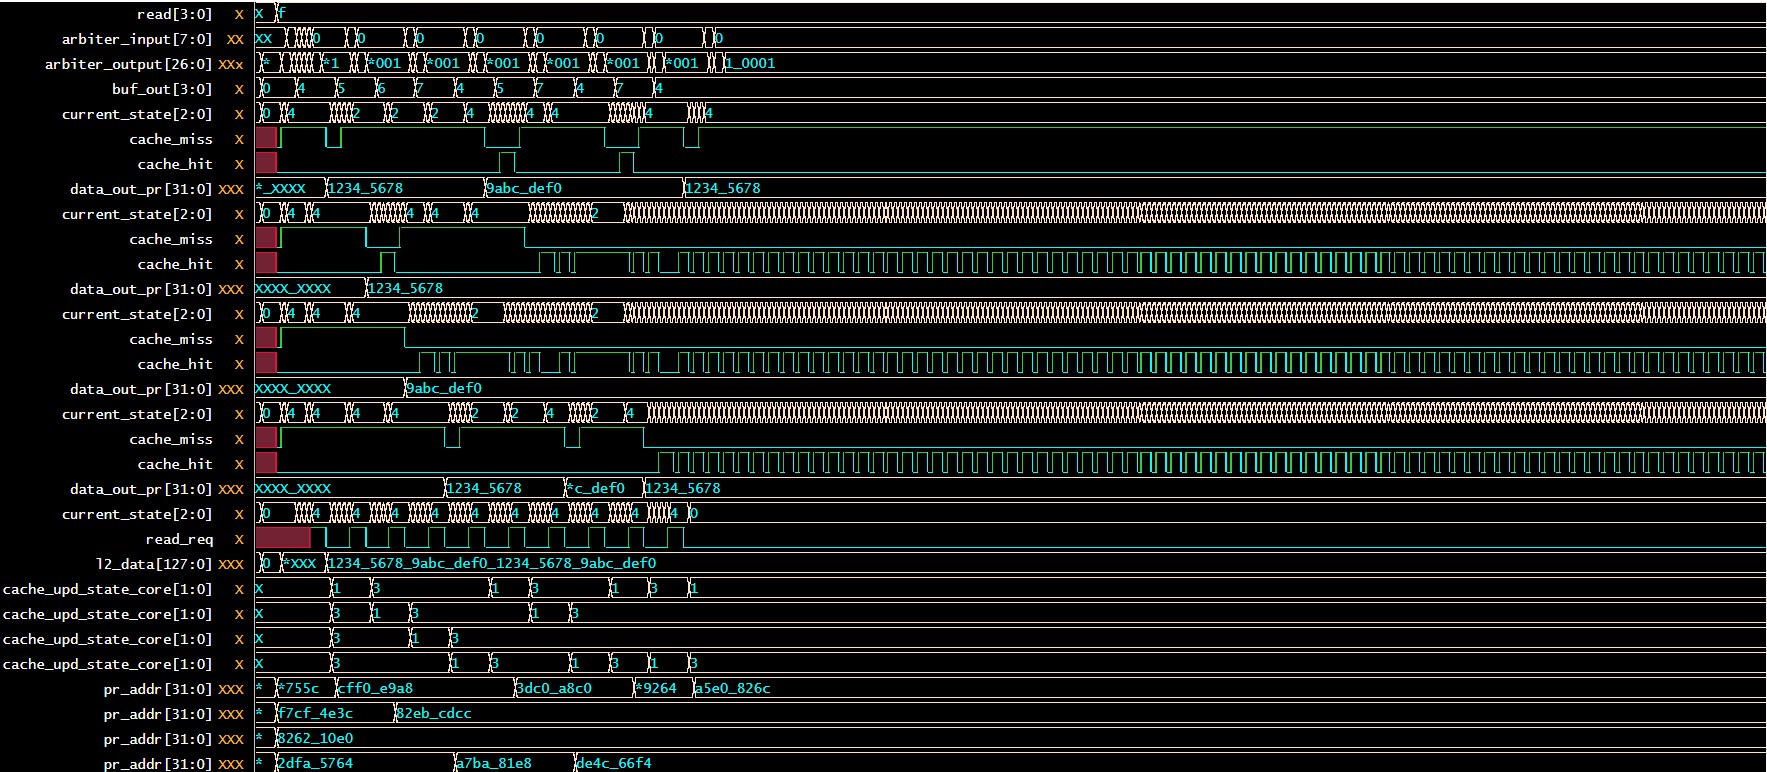 read[3:0] X X f
arbiter_input[7:0] XX XX 0 0 0 0 0 0 0 0
arbiter_output[26:0] XXx * *1 *001 *001 *001 *001 *001 *001 1_0001
buf_out[3:0] X 0 4 5 6 7 4 5 7 4 7 4
current_state[2:0] X 0 4 2 2 2 4 4 4 4 4
cache_miss X
cache_hit X
data_out_pr[31:0] XXX *_XXXX 1234_5678 9abc_def0 1234_5678
current_state[2:0] X 0 4 4 4 4 4 2
cache_miss X
cache_hit X
data_out_pr[31:0] XXX XXXX_XXXX 1234_5678
current_state[2:0] X 0 4 4 4 2 2
cache_miss X
cache_hit X
data_out_pr[31:0] XXX XXXX_XXXX 9abc_def0
current_state[2:0] X 0 4 4 4 4 2 2 4 2 4
cache_miss X
cache_hit X
data_out_pr[31:0] XXX XXXX_XXXX 1234_5678 *c_def0 1234_5678
current_state[2:0] X 0 4 4 4 4 4 4 4 4 4 4 0
read_req X
l2_data[127:0] XXX 0 *XXX 1234_5678_9abc_def0_1234_5678_9abc_def0
cache_upd_state_core[1:0] X X 1 3 1 3 1 3 1
cache_upd_state_core[1:0] X X 3 1 3 1 3
cache_upd_state_core[1:0] X X 3 1 3
cache_upd_state_core[1:0] X X 3 1 3 1 3 1 3
pr_addr[31:0] XXX * *755c cff0_e9a8 3dc0_a8c0 *9264 a5e0_826c
pr_addr[31:0] XXX * f7cf_4e3c 82eb_cdcc
pr_addr[31:0] XXX * 8262_10e0
pr_addr[31:0] XXX * 2dfa_5764 a7ba_81e8 de4c_66f4